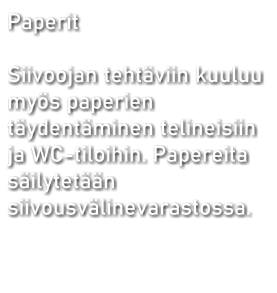 Paperit
Siivoojan tehtäviin kuuluu
myös paperien
täydentäminen telineisiin
ja WC-tiloihin. Papereita
säilytetään
siivousvälinevarastossa.